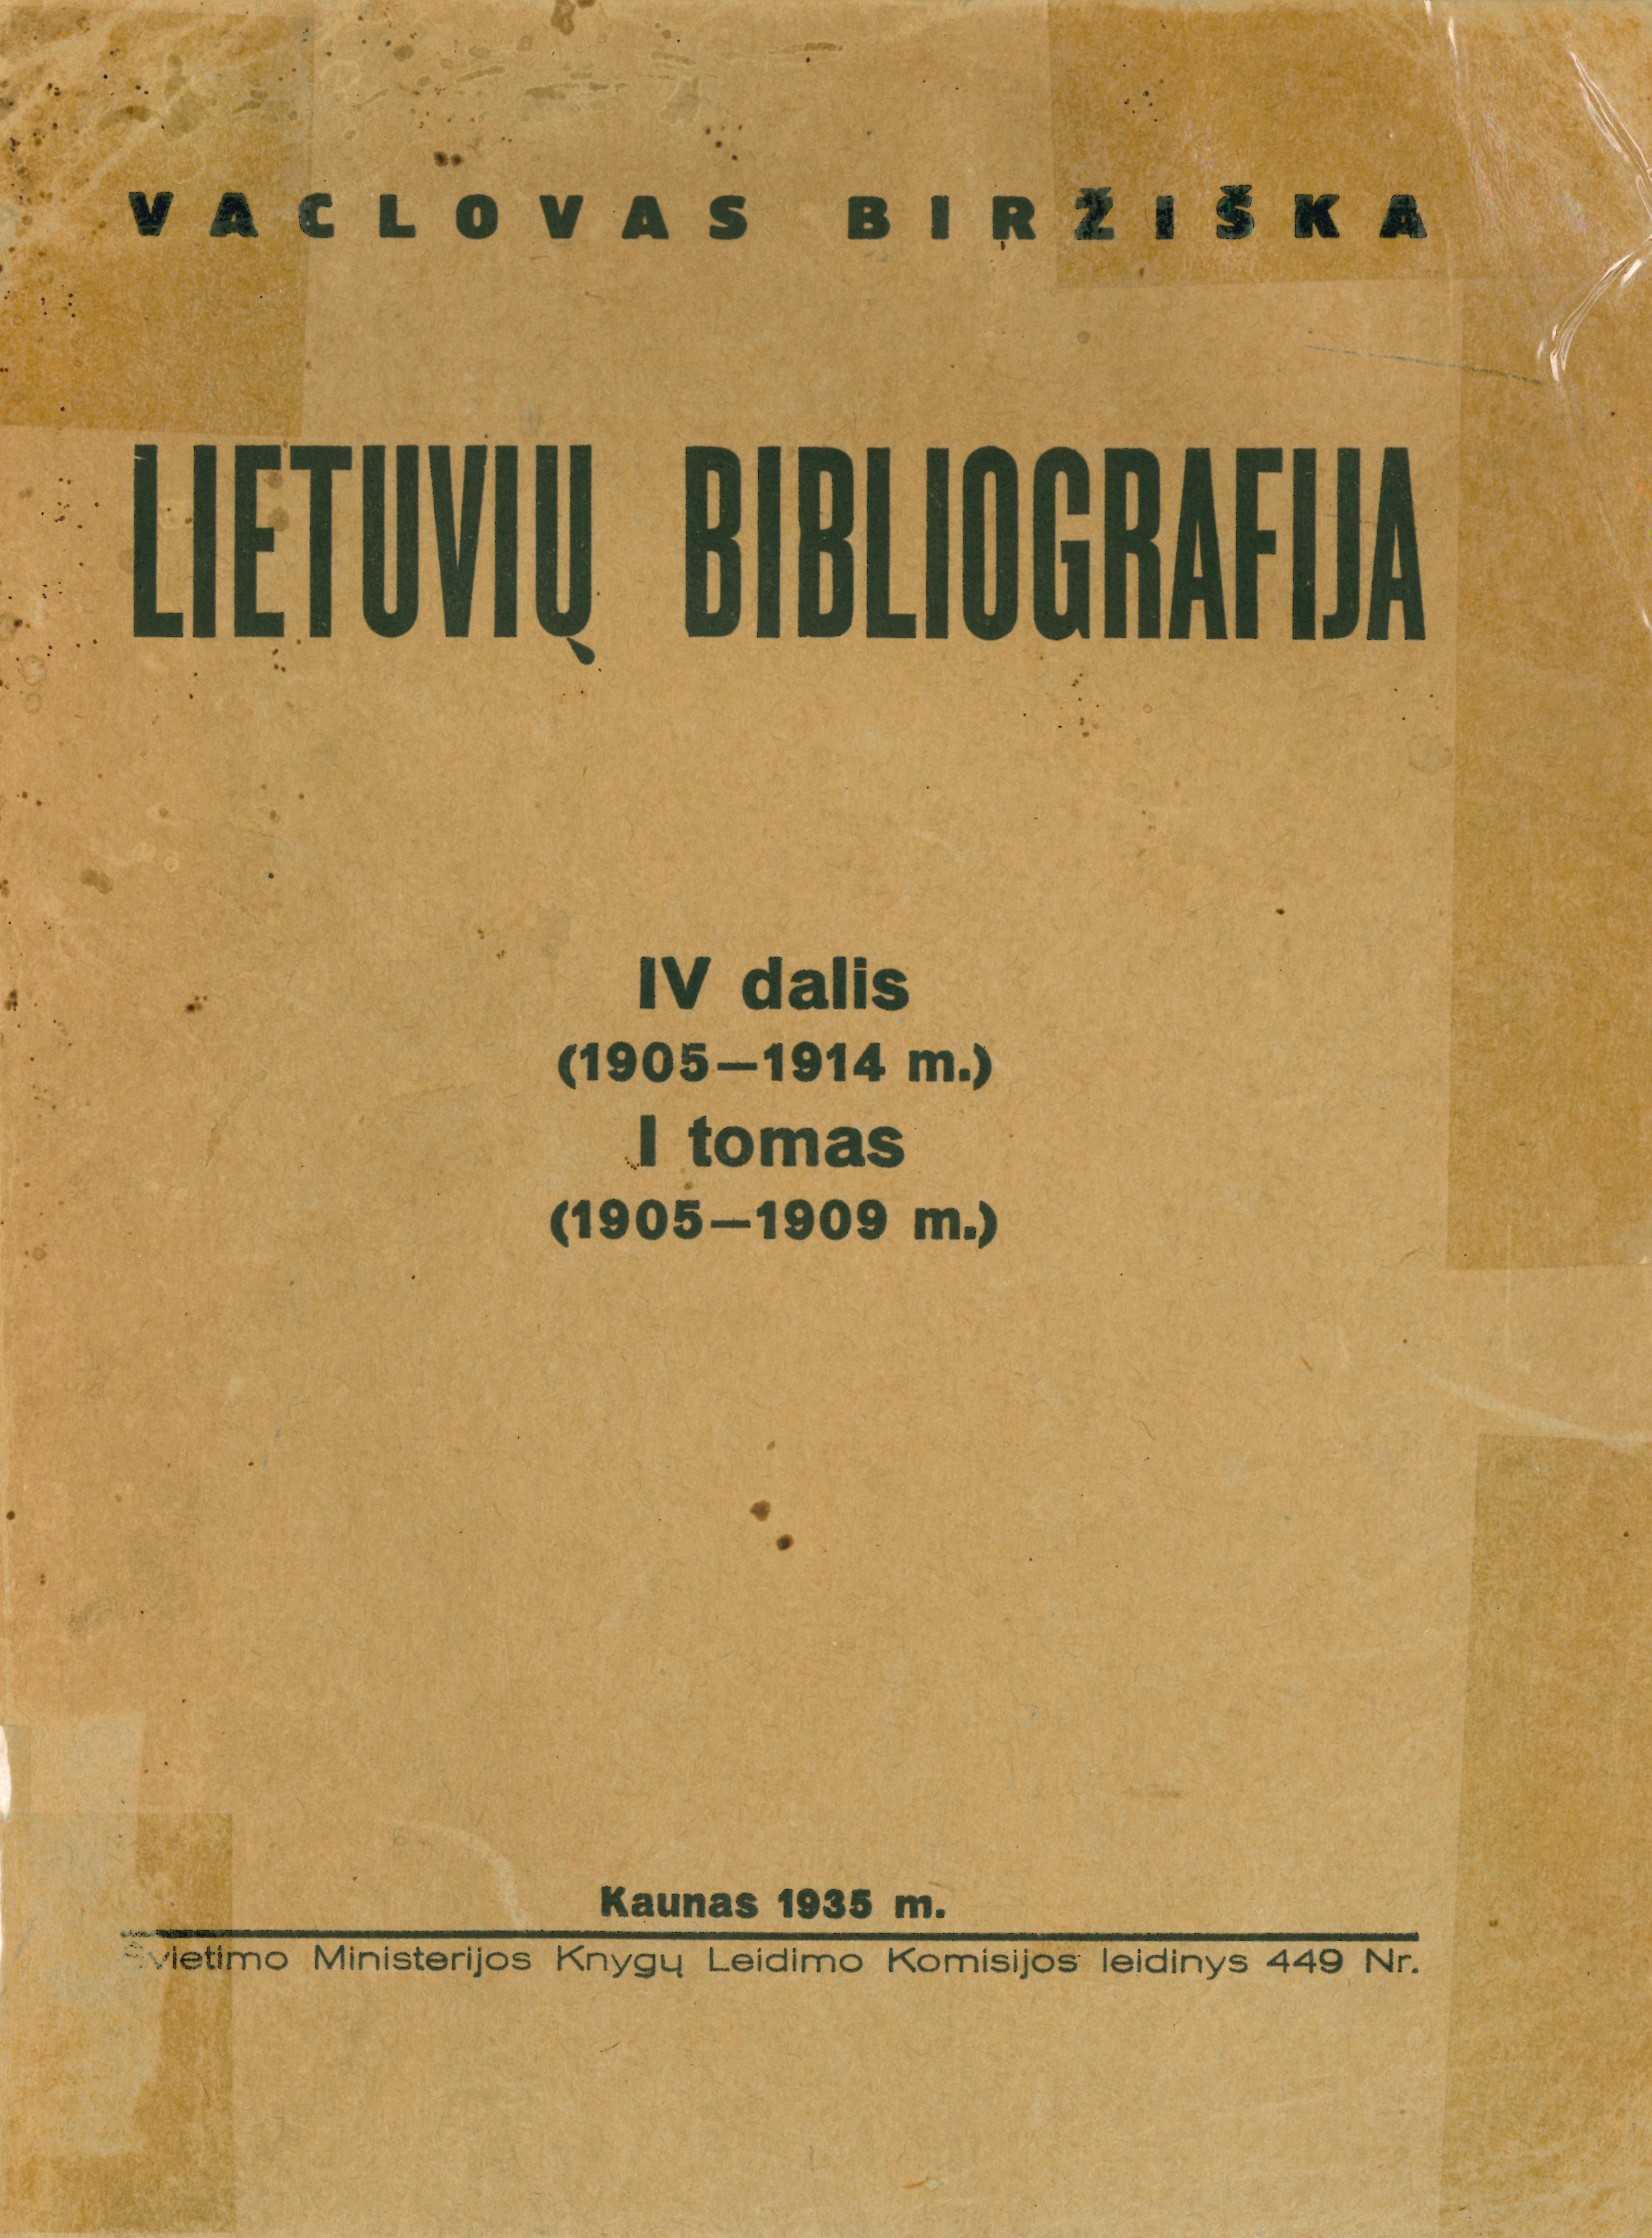 VACLOVAS BIRŽIŠKA
LIETUVIŲ BIBLIOGRAFIJA
IV dalis
(1905—1914 m.)
I tomas
(1905—1909 m.)
Kaunas 1935 m.
Švietimo Ministerijos Knygų Leidimo Komisijos leidinys 449 Nr.